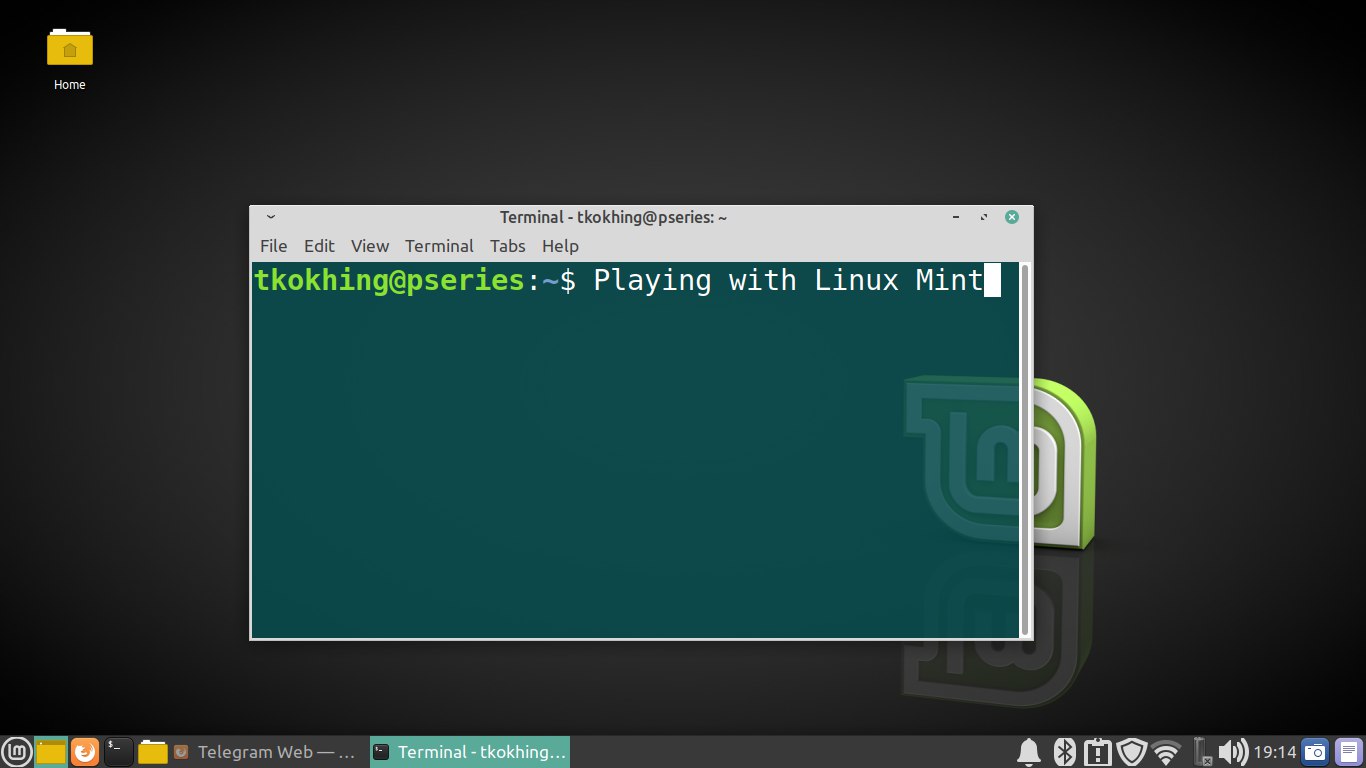 Home
Terminal - tkokhing@pseries: ~
File Edit View Terminal Tabs Help
tkokhing@pseries:~$ Playing with Linux Mint
Telegram Web — ... Terminal - tkokhing... 19:14